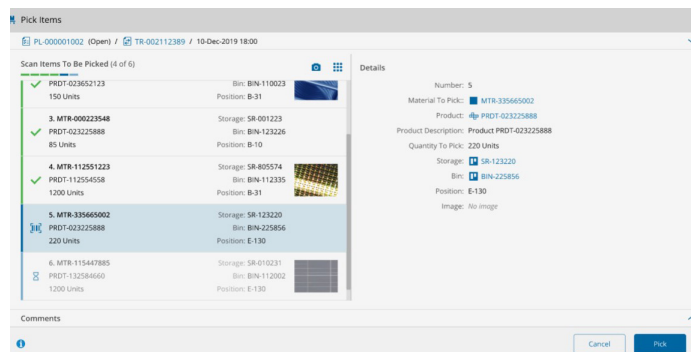 Pick Items
PL-000001002 (Open) / TR-002112389 / 10-Dec-2019 18:00
Scan Items To Be Picked (4 of 6)
PRDT-023652123 Bin: BIN-110023
150 Units Position: B-31
3. MTR-000223548 Storage: SR-001223
PRDT-023225888 Bin: BIN-123226
85 Units Position: B-10
4. MTR-112551223 Storage: SR-805574
PRDT-112554558 Bin: BIN-112335
1200 Units Position: B-31
5. MTR-335665002 Storage: SR-123220
PRDT-023225888 Bin: BIN-225856
220 Units Position: E-130
6. MTR-115447885 Storage: SR-010231
PRDT-132584660 Bin: BIN-112002
1200 Units Position: E-130
Details
Number: 5
Material To Pick:: MTR-335665002
Product: PRDT-023225888
Product Description: Product PRDT-023225888
Quantity To Pick: 220 Units
Storage: SR-123220
Bin: BIN-225856
Position: E-130
Image: No Image
Comments
Cancel Pick